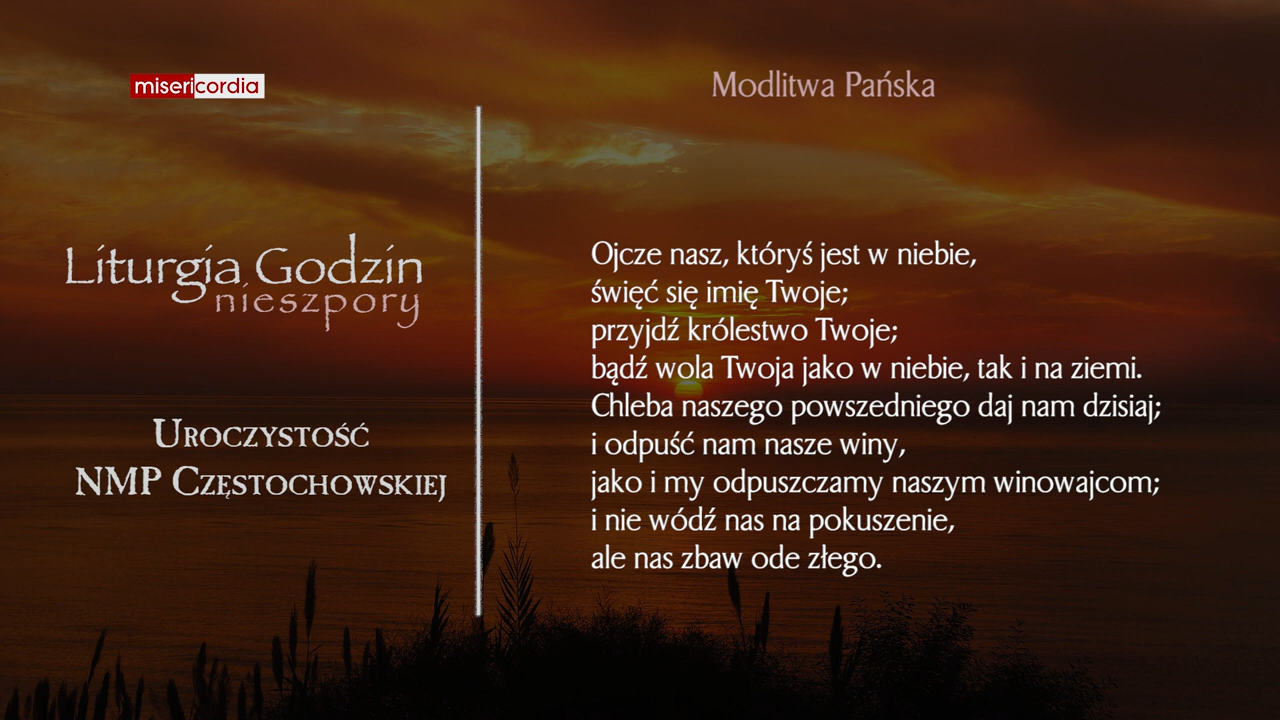 misericordia
Liturgia Godzin
nieszpory
Uroczystość
NMP Częstochowskiej
Modlitwa Pańska
Ojcze nasz, któryś jest w niebie,
święć się imię Twoje;
przyjdź królestwo Twoje;
bądź wola Twoja jako w niebie, tak i na ziemi.
Chleba naszego powszedniego daj nam dzisiaj;
i odpuść nam nasze winy,
jako i my odpuszczamy naszym winowajcom;
i nie wódź nas na pokuszenie,
ale nas zbaw ode złego.